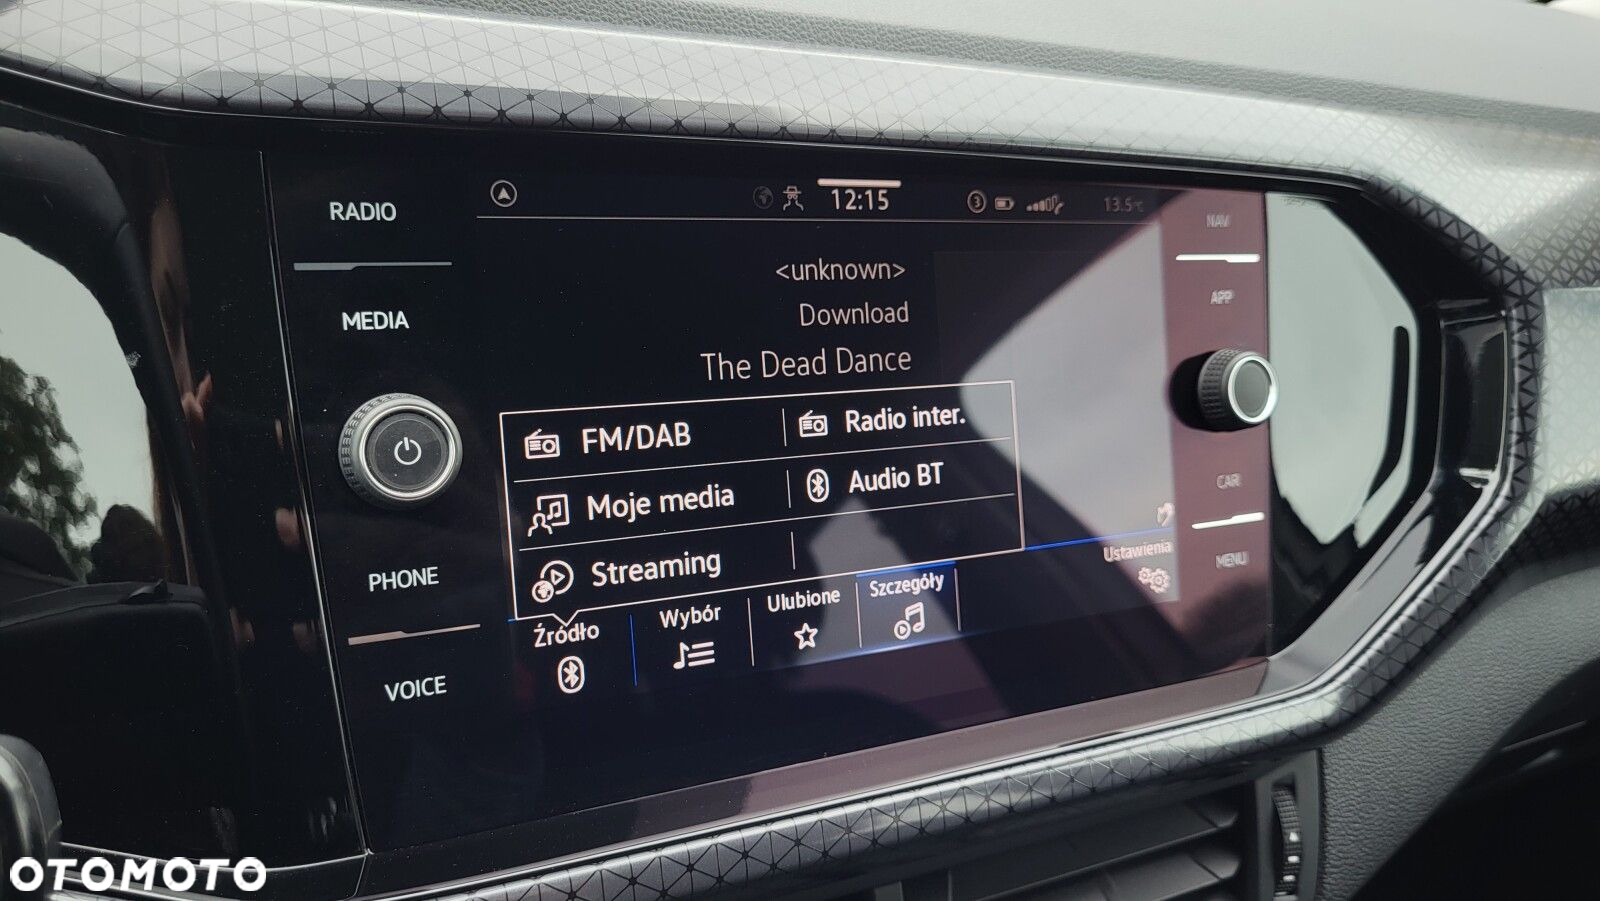 RADIO
MEDIA
PHONE
VOICE
12:15
3
13.5°C
<unknown>
Download
The Dead Dance
FM/DAB
Radio inter.
Moje media
Audio BT
Streaming
Źródło
Wybór
Ulubione
Szczegóły
Ustawienia
NAV
APP
CAR
MENU
OTOMOTO